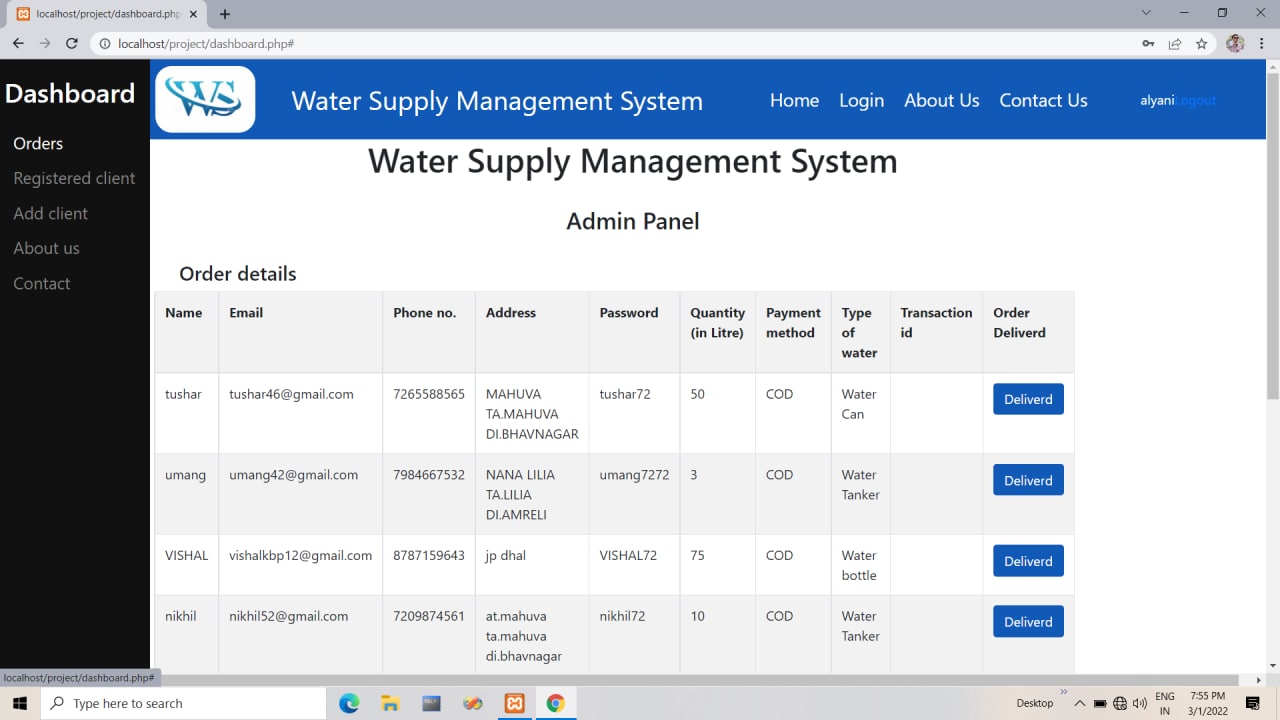 localhost/project/dashboard.php
localhost/project/dashboard.php#
Dashboard
Orders
Registered client
Add client
About us
Contact
WS
Water Supply Management System
Home Login About Us Contact Us
alyaniLogout
Water Supply Management System
Admin Panel
Order details
Name Email Phone no. Address Password Quantity (in Litre) Payment method Type of water Transaction id Order Deliverd
tushar tushar46@gmail.com 7265588565 MAHUVA TA.MAHUVA DI.BHAVNAGAR tushar72 50 COD Water Can Deliverd
umang umang42@gmail.com 7984667532 NANA LILIA TA.LILIA DI.AMRELI umang7272 3 COD Water Tanker Deliverd
VISHAL vishalkbp12@gmail.com 8787159643 jp dhal VISHAL72 75 COD Water bottle Deliverd
nikhil nikhil52@gmail.com 7209874561 at.mahuva ta.mahuva di.bhavnagar nikhil72 10 COD Water Tanker Deliverd
localhost/project/dashboard.php#
Type here to search
Desktop
ENG
IN
7:55 PM
3/1/2022